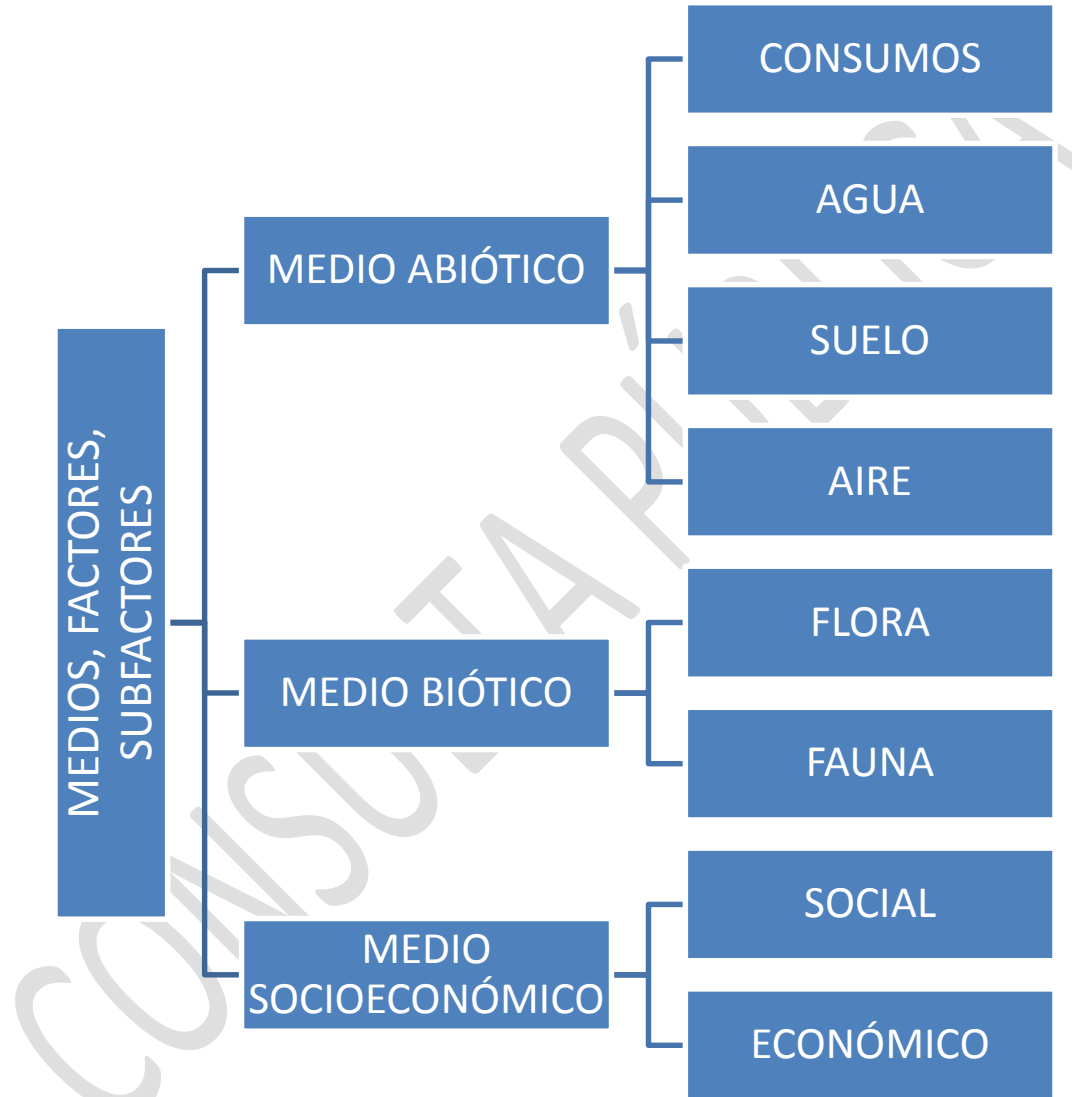 MEDIOS, FACTORES,
SUBFACTORES
MEDIO ABIÓTICO
CONSUMOS
AGUA
SUELO
AIRE
MEDIO BIÓTICO
FLORA
FAUNA
MEDIO
SOCIOECONÓMICO
SOCIAL
ECONÓMICO